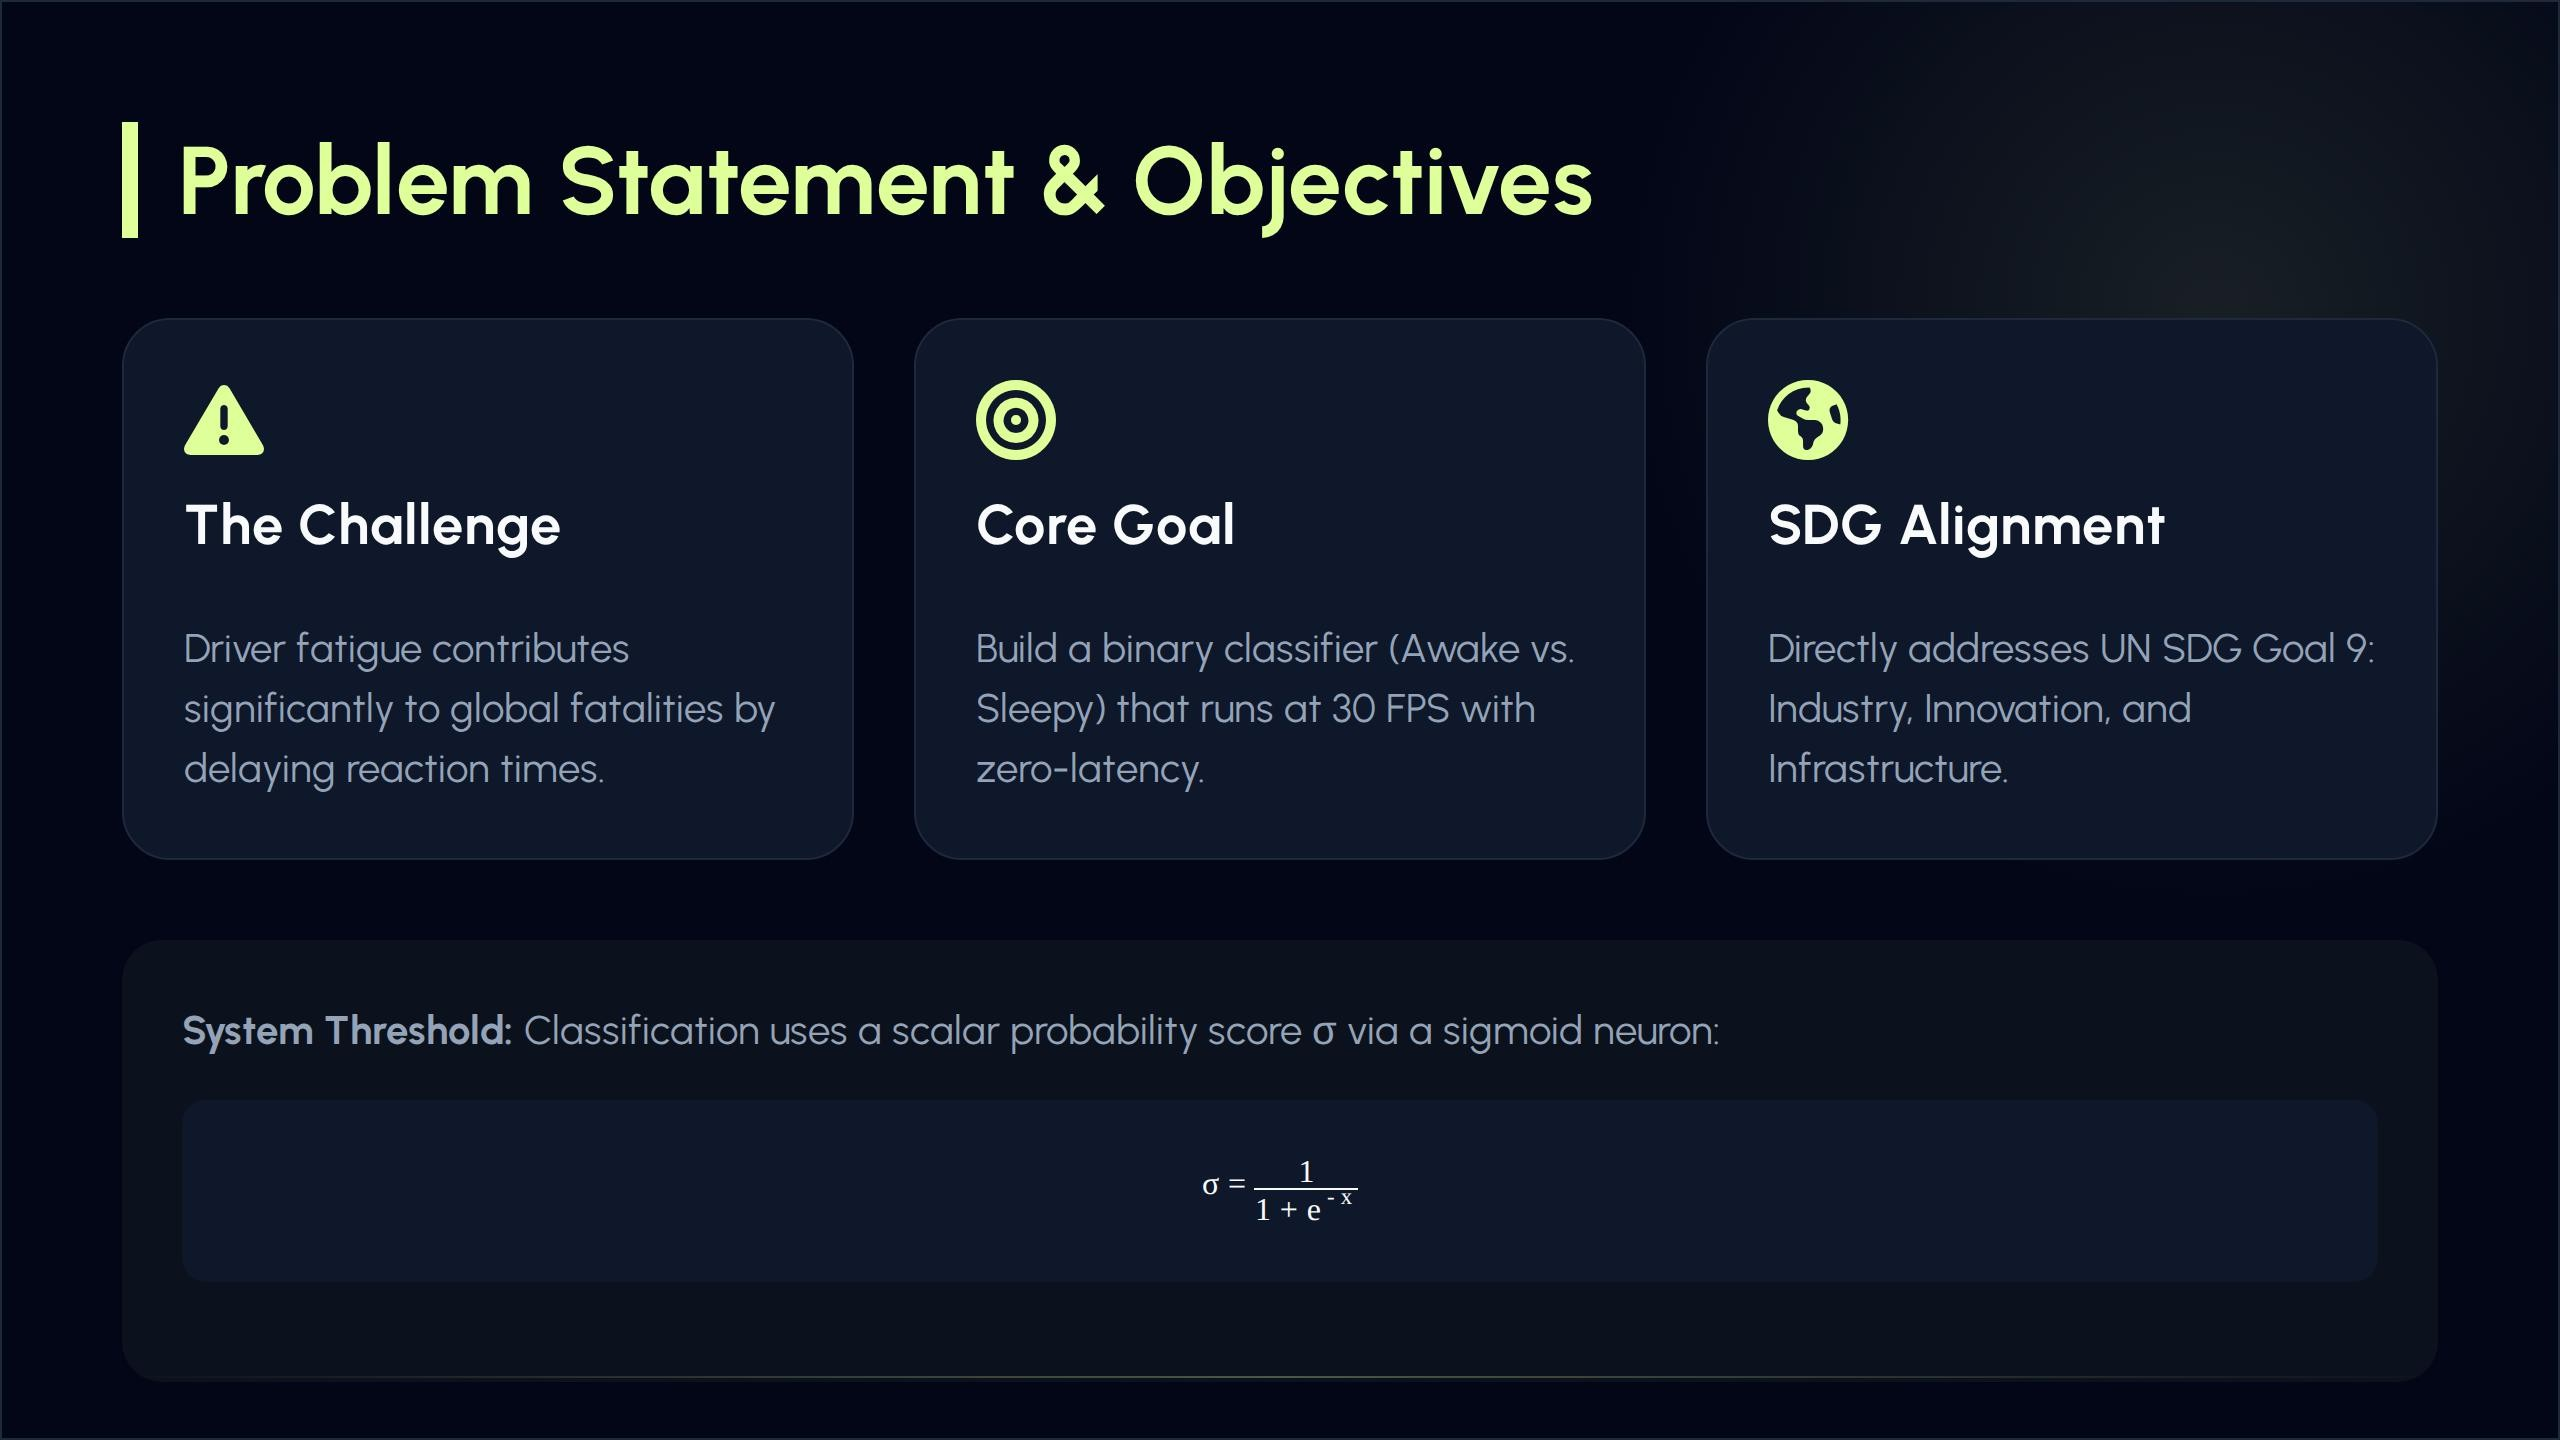 Problem Statement & Objectives
The Challenge
Driver fatigue contributes
significantly to global fatalities by
delaying reaction times.
Core Goal
Build a binary classifier (Awake vs.
Sleepy) that runs at 30 FPS with
zero-latency.
SDG Alignment
Directly addresses UN SDG Goal 9:
Industry, Innovation, and
Infrastructure.
System Threshold: Classification uses a scalar probability score σ via a sigmoid neuron:
σ = 1 / (1 + e^{-x})